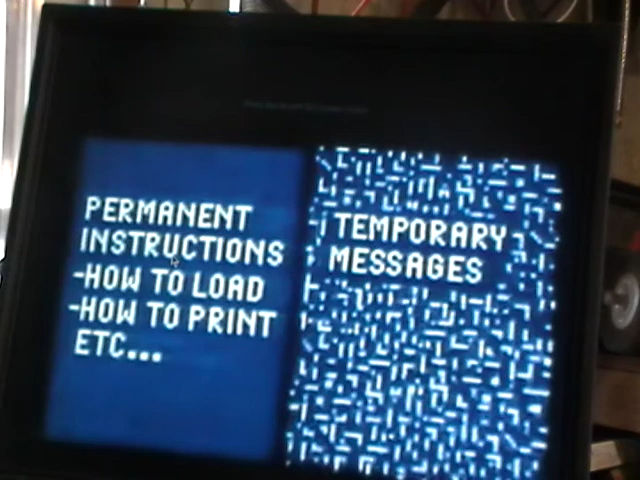 PERMANENT
INSTRUCTIONS
-HOW TO LOAD
-HOW TO PRINT
ETC...
TEMPORARY
MESSAGES